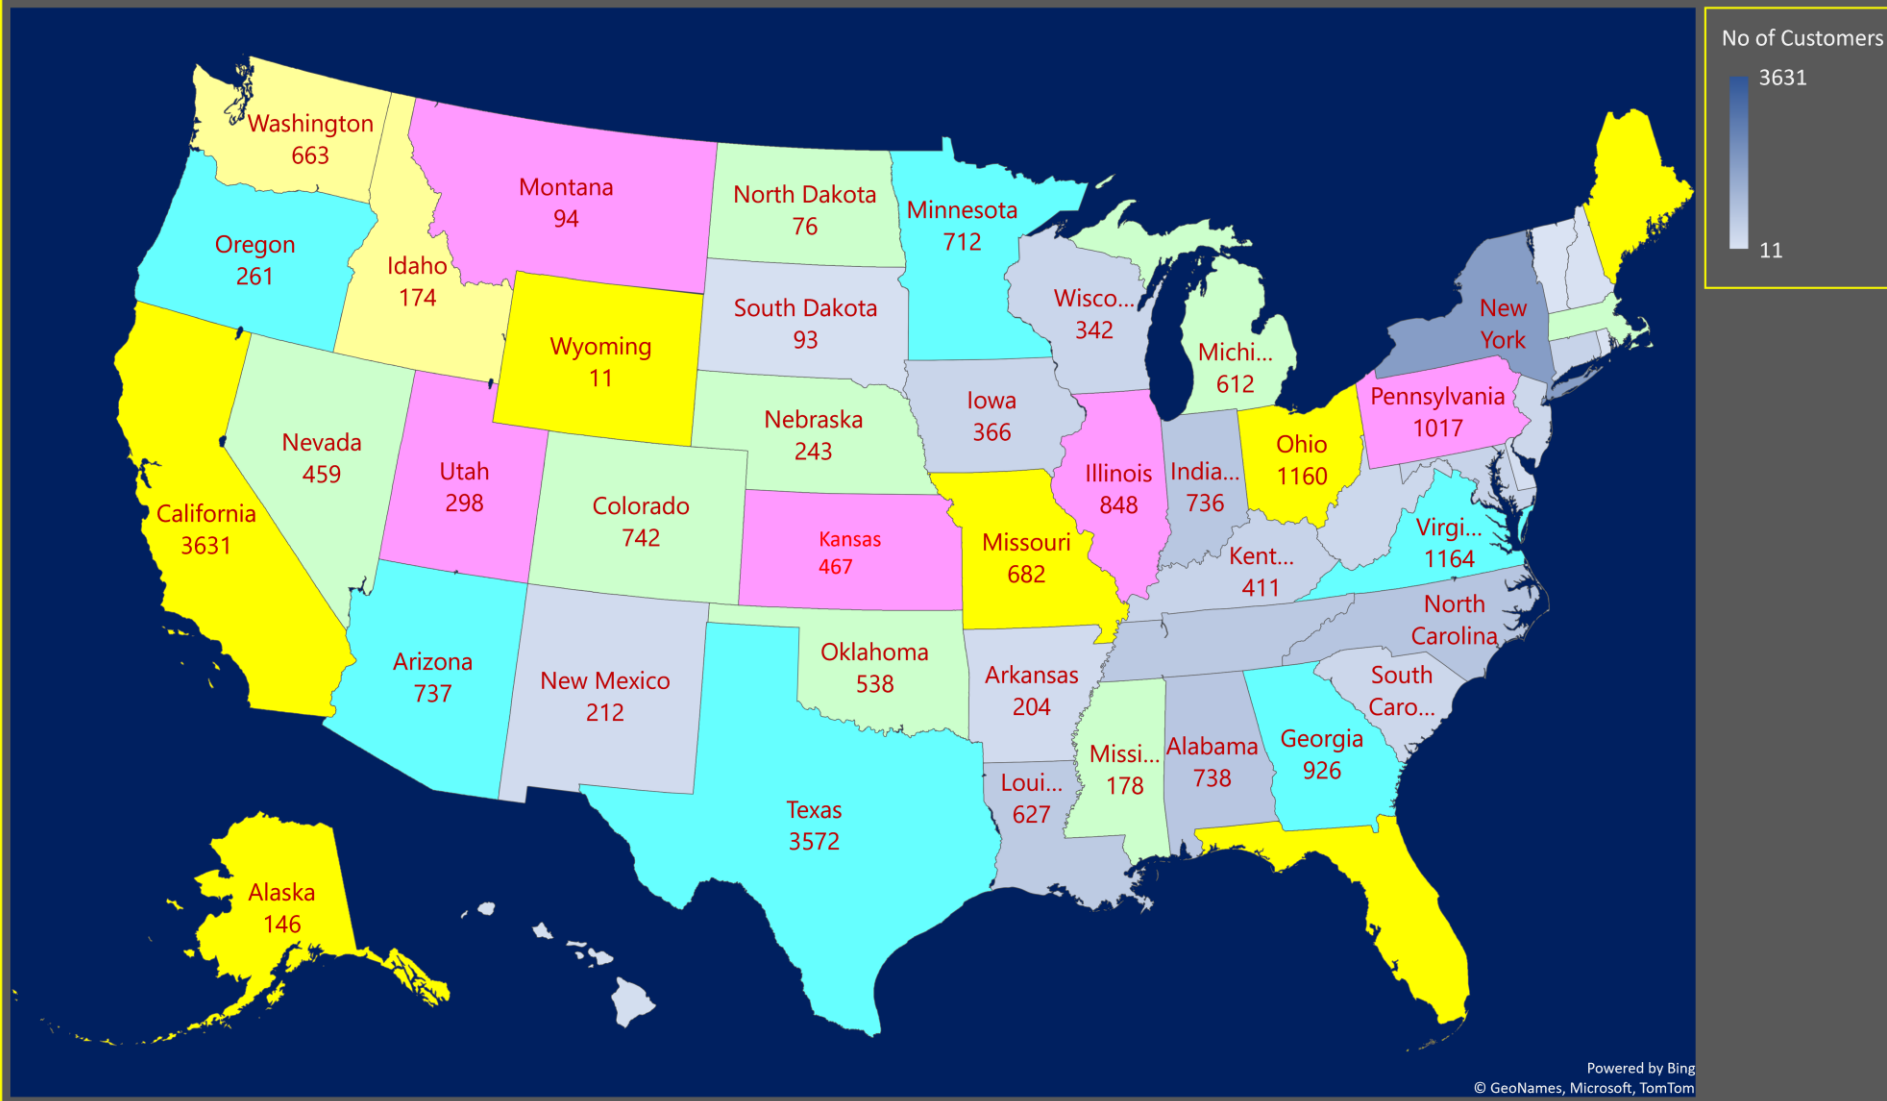 No of Customers
3631
11
Washington
663
Montana
94
North Dakota
76
Minnesota
712
Oregon
261
Idaho
174
Wyoming
11
South Dakota
93
Wisco...
342
Michi...
612
New
York
Pennsylvania
1017
Nevada
459
Utah
298
Colorado
742
Nebraska
243
Iowa
366
Illinois
848
India...
736
Ohio
1160
California
3631
Kansas
467
Missouri
682
Kent...
411
Virgi...
1164
North
Carolina
Arizona
737
New Mexico
212
Oklahoma
538
Arkansas
204
South
Caro...
Texas
3572
Loui...
627
Missi...
178
Alabama
738
Georgia
926
Alaska
146
Powered by Bing
© GeoNames, Microsoft, TomTom